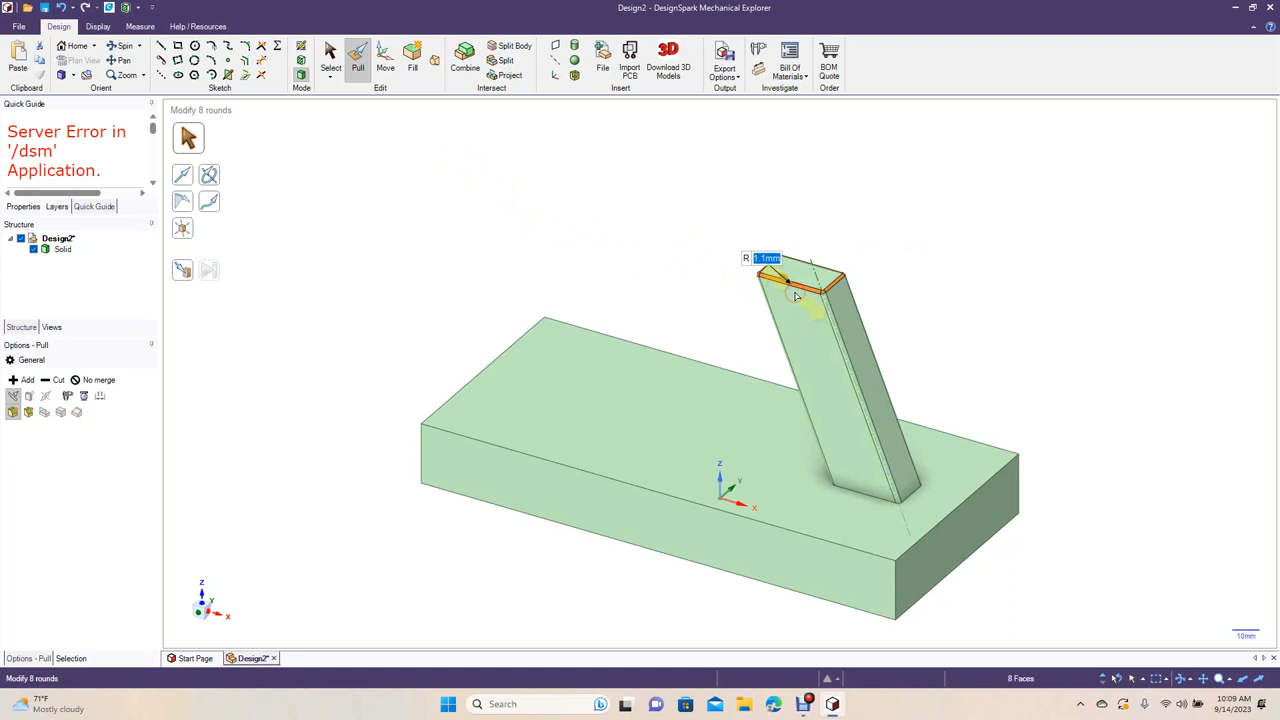 Design2 - DesignSpark Mechanical Explorer
File Design Display Measure Help / Resources
Paste
Clipboard
Home Spin
Plan View Pan
Zoom
Orient
Sketch
Mode
Select Pull Move Fill
Edit
Combine
Split Body
Split
Project
Intersect
Insert
File Import PCB Download 3D Models
Export Options
Output
Bill Of Materials
Investigate
BOM Quote
Order
Quick Guide
Server Error in '/dsm' Application.
Properties Layers Quick Guide
Structure
Design2*
Solid
Structure Views
Options - Pull
General
Add Cut No merge
Options - Pull Selection
Modify 8 rounds
R 1.1mm
Z
Y
X
Z
Y
X
10mm
Start Page Design2*
Modify 8 rounds
8 Faces
71°F
Mostly cloudy
Search
10:09 AM
9/14/2023